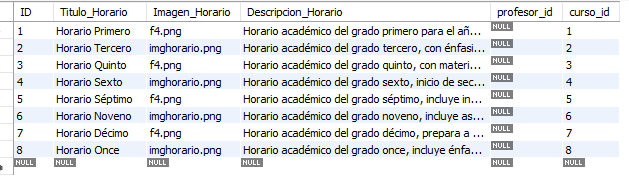 ID Titulo_Horario Imagen_Horario Descripcion_Horario profesor_id curso_id
1 Horario Primero f4.png Horario académico del grado primero para el añ... NULL 1
2 Horario Tercero imghorario.png Horario académico del grado tercero, con énfasi... NULL 2
3 Horario Quinto f4.png Horario académico del grado quinto, con materi... NULL 3
4 Horario Sexto imghorario.png Horario académico del grado sexto, inicio de sec... NULL 4
5 Horario Séptimo f4.png Horario académico del grado séptimo, incluye in... NULL 5
6 Horario Noveno imghorario.png Horario académico del grado noveno, incluye as... NULL 6
7 Horario Décimo f4.png Horario académico del grado décimo, prepara a ... NULL 7
8 Horario Once imghorario.png Horario académico del grado once, incluye énfa... NULL 8
NULL NULL NULL NULL NULL NULL